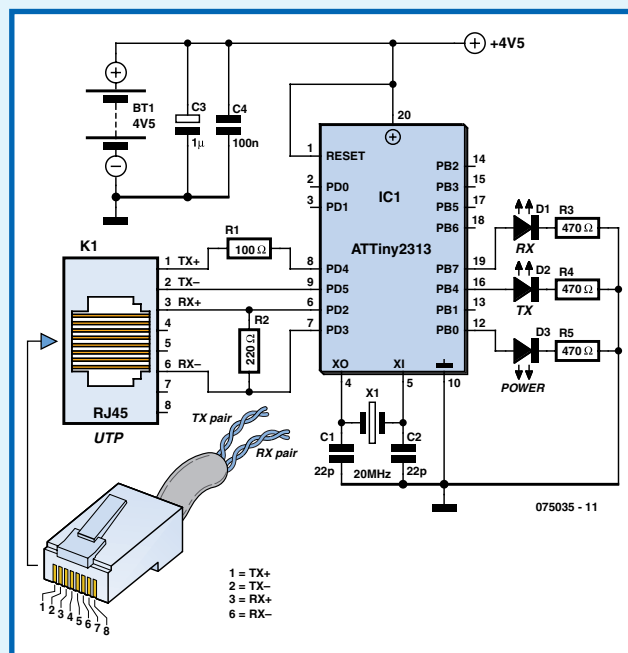 +4V5
BT1
4V5
C3
1µ
C4
100n
20
1
RESET
2
PD0
3
PD1
IC1
ATTiny2313
PB2
14
PB3
15
PB5
17
PB6
18
PB7
19
PB4
16
PB1
13
PB0
12
8
PD4
9
PD5
6
PD2
7
PD3
XO
XI
4
5
10
D1
RX
R3
470 Ω
D2
TX
R4
470 Ω
D3
POWER
R5
470 Ω
K1
1
TX+
2
TX–
3
RX+
4
5
6
RX–
7
8
RJ45
UTP
R1
100 Ω
R2
220 Ω
X1
20MHz
C1
22p
C2
22p
TX pair
RX pair
075035 - 11
1 = TX+
2 = TX–
3 = RX+
6 = RX–
1 2 3 4 5 6 7 8